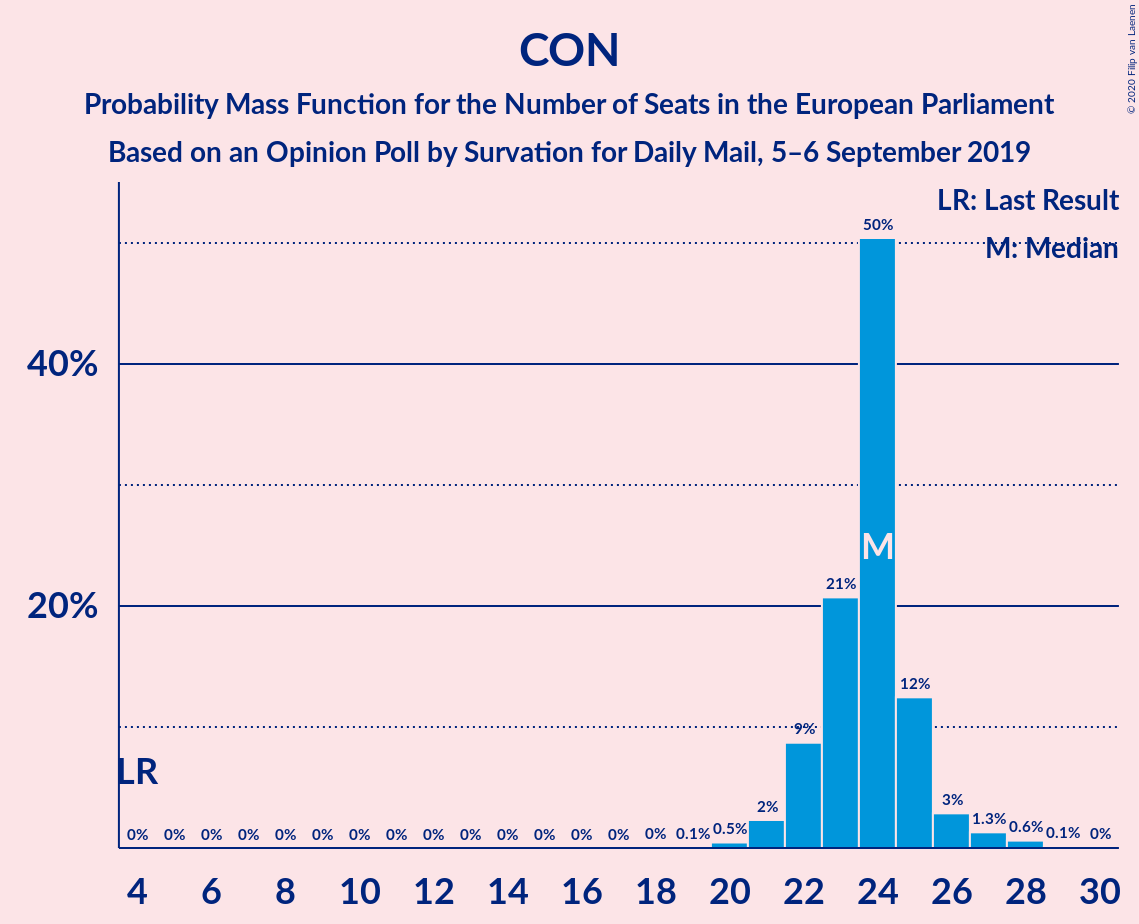 CON
Probability Mass Function for the Number of Seats in the European Parliament
Based on an Opinion Poll by Survation for Daily Mail, 5–6 September 2019
© 2020 Filip van Laenen
LR: Last Result
M: Median
40%
20%
LR
M
0% 0% 0% 0% 0% 0% 0% 0% 0% 0% 0% 0% 0% 0% 0% 0.1% 0.5% 2% 9% 21% 50% 12% 3% 1.3% 0.6% 0.1% 0%
4 6 8 10 12 14 16 18 20 22 24 26 28 30